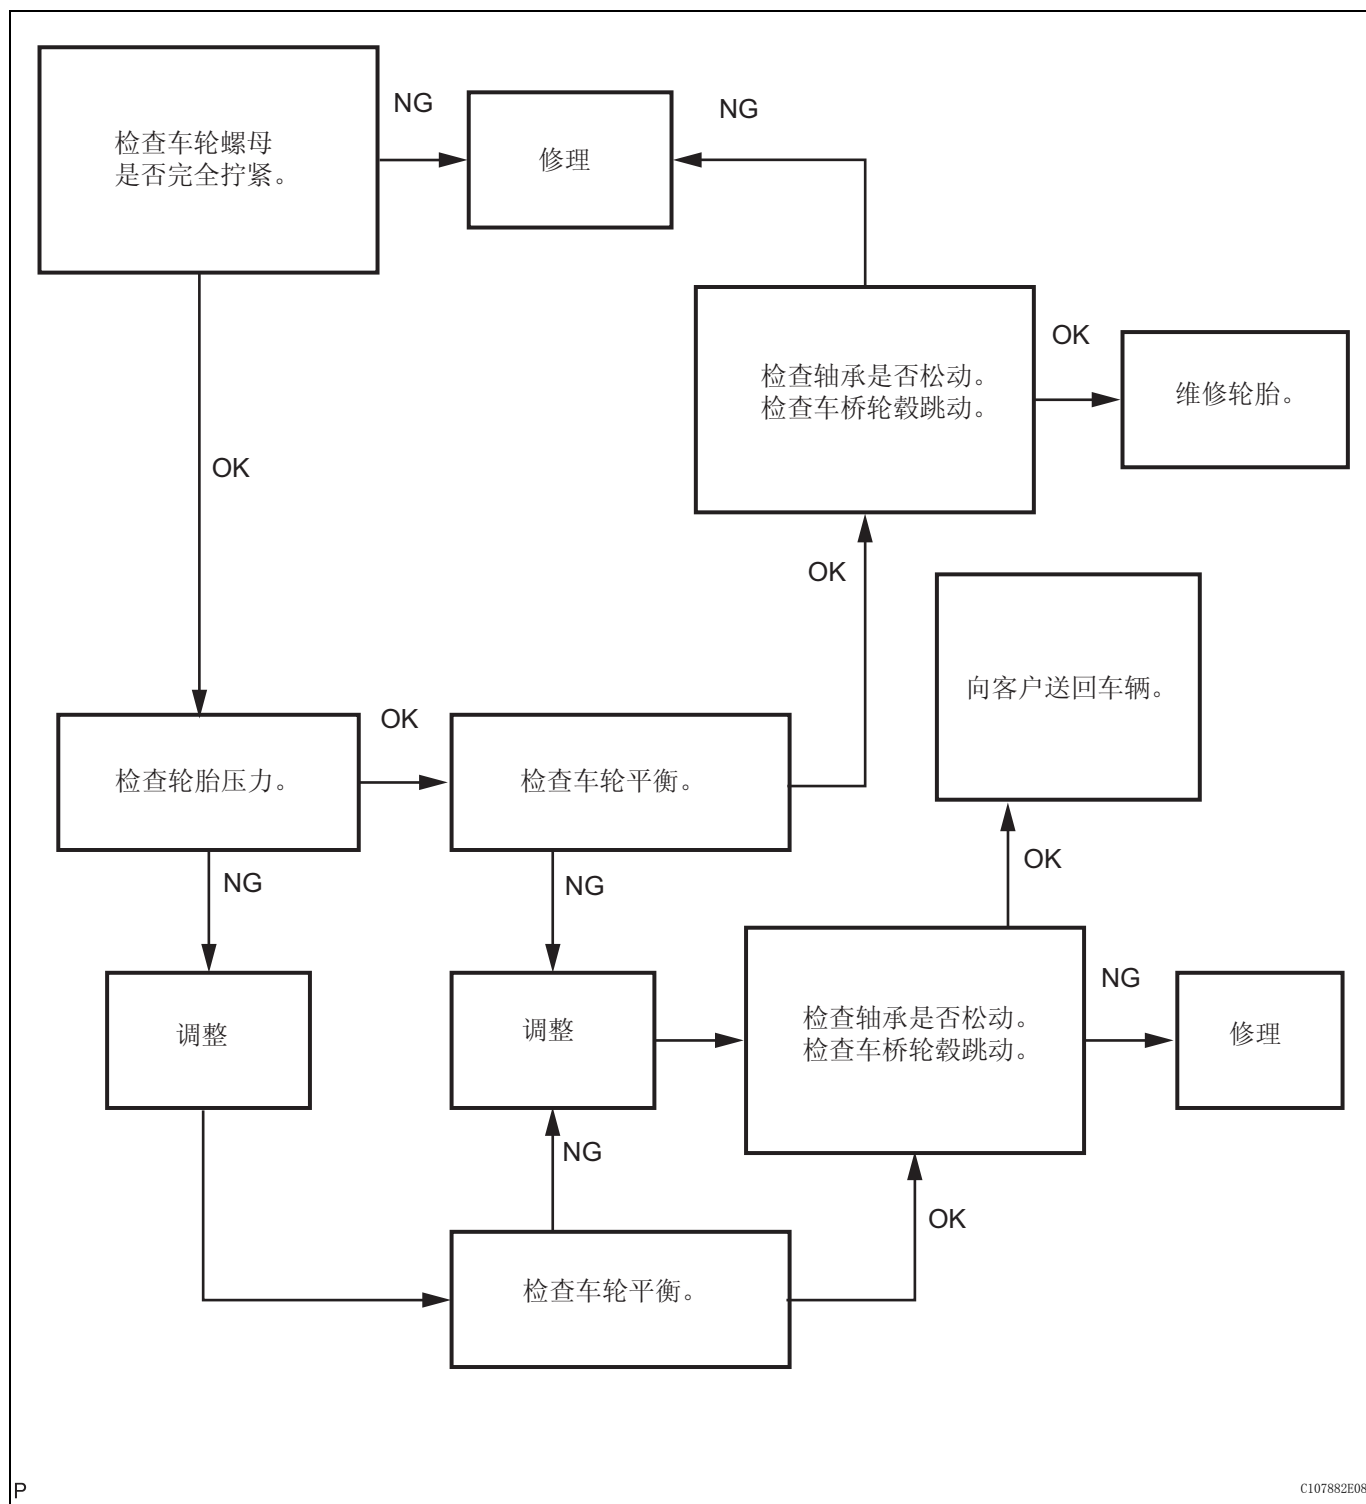 检查车轮螺母
是否完全拧紧。
NG
修理
NG
检查轴承是否松动。
检查车桥轮毂跳动。
OK
维修轮胎。
OK
OK
向客户送回车辆。
检查轮胎压力。
OK
检查车轮平衡。
OK
NG
NG
调整
调整
检查轴承是否松动。
检查车桥轮毂跳动。
NG
修理
NG
OK
检查车轮平衡。
P
C107882E08